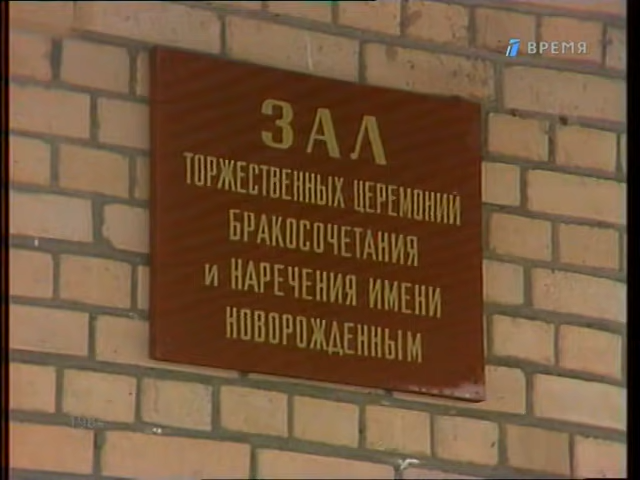 ВРЕМЯ
ЗАЛ
ТОРЖЕСТВЕННЫХ ЦЕРЕМОНИЙ
БРАКОСОЧЕТАНИЯ
И НАРЕЧЕНИЯ ИМЕНИ
НОВОРОЖДЕННЫМ